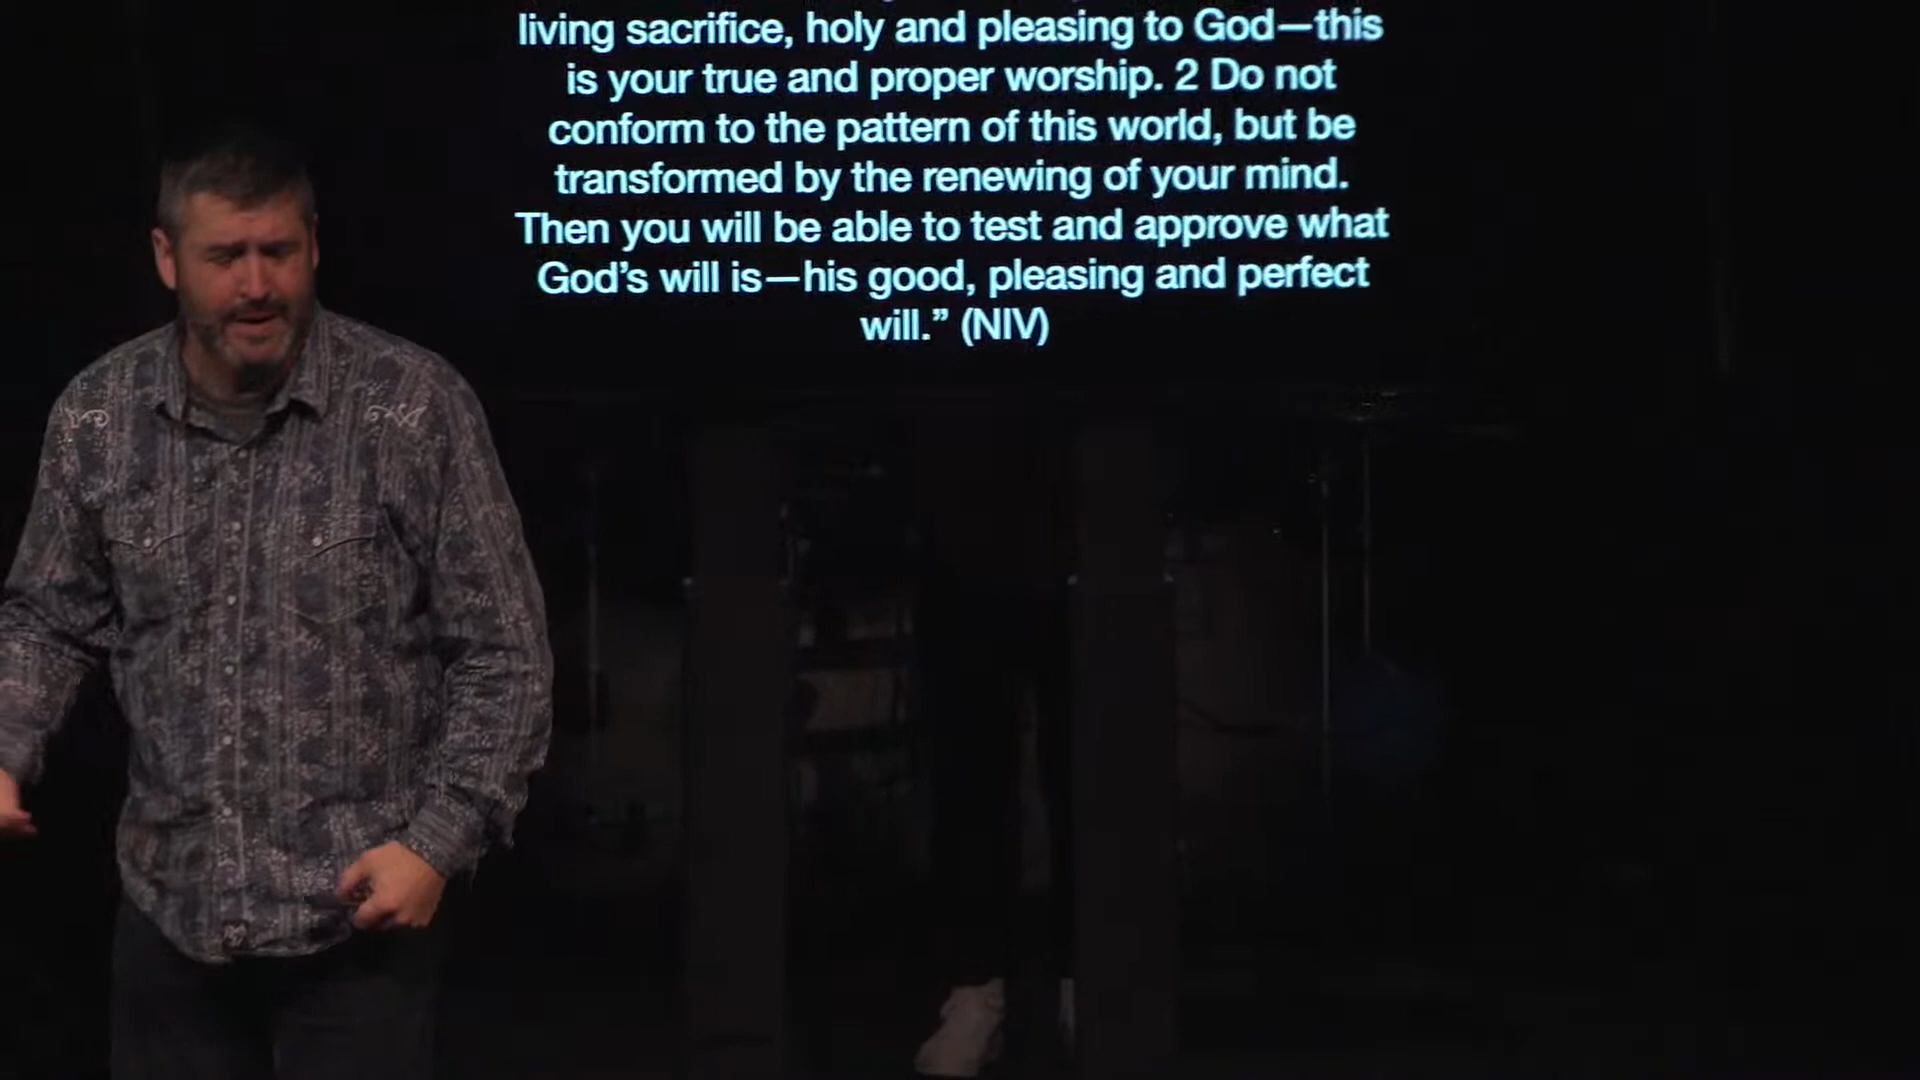 living sacrifice, holy and pleasing to God—this
is your true and proper worship. 2 Do not
conform to the pattern of this world, but be
transformed by the renewing of your mind.
Then you will be able to test and approve what
God’s will is—his good, pleasing and perfect
will.” (NIV)